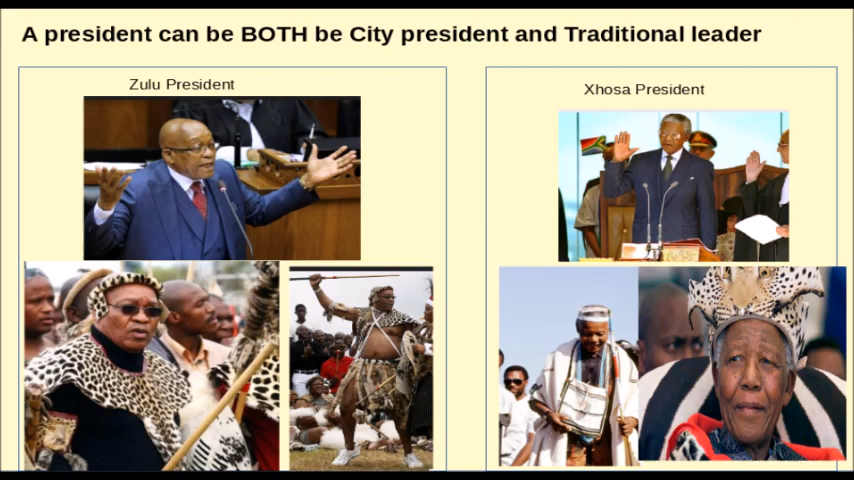 A president can be BOTH be City president and Traditional leader
Zulu President
Xhosa President